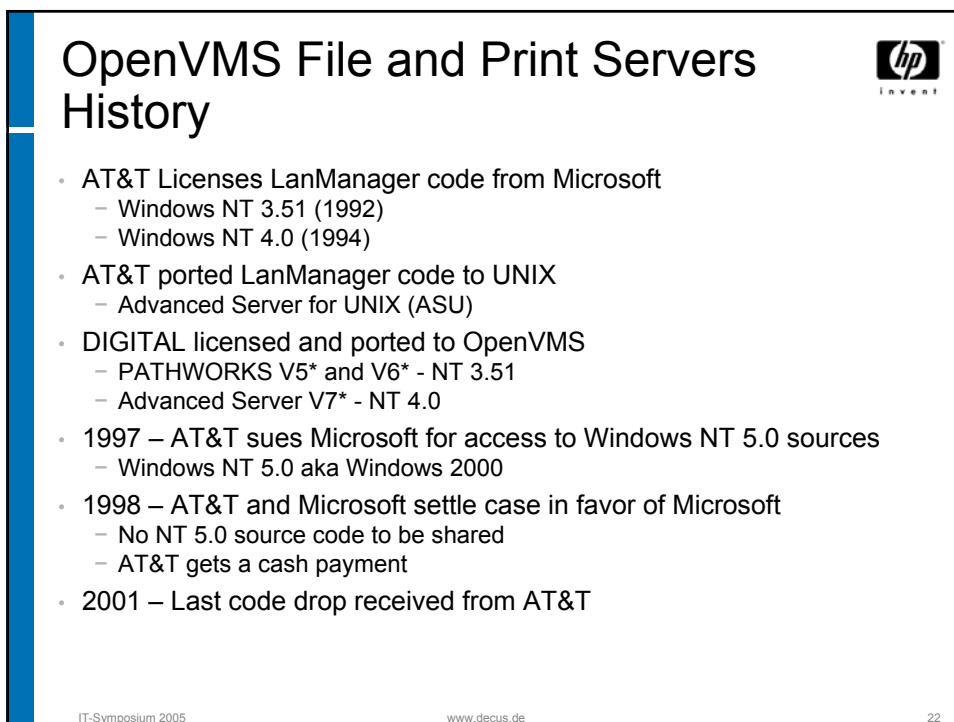 OpenVMS File and Print Servers
History
hp
invent
• AT&T Licenses LanManager code from Microsoft
− Windows NT 3.51 (1992)
− Windows NT 4.0 (1994)
• AT&T ported LanManager code to UNIX
− Advanced Server for UNIX (ASU)
• DIGITAL licensed and ported to OpenVMS
− PATHWORKS V5* and V6* - NT 3.51
− Advanced Server V7* - NT 4.0
• 1997 – AT&T sues Microsoft for access to Windows NT 5.0 sources
− Windows NT 5.0 aka Windows 2000
• 1998 – AT&T and Microsoft settle case in favor of Microsoft
− No NT 5.0 source code to be shared
− AT&T gets a cash payment
• 2001 – Last code drop received from AT&T
IT-Symposium 2005
www.decus.de
22